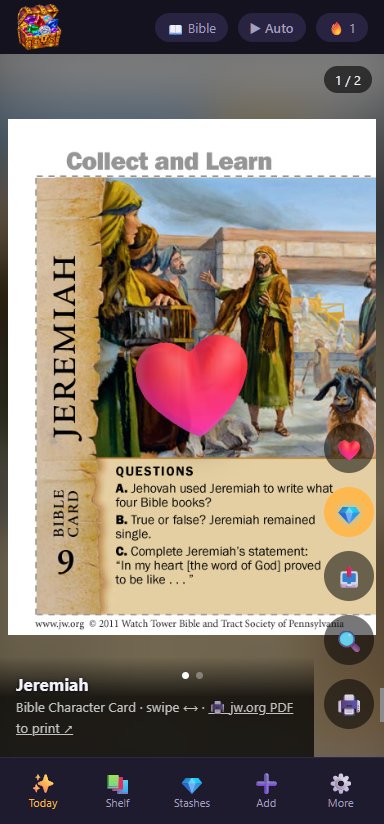 Bible
Auto
1
1 / 2
Collect and Learn
JEREMIAH
BIBLE
CARD
9
QUESTIONS
A. Jehovah used Jeremiah to write what
four Bible books?
B. True or false? Jeremiah remained
single.
C. Complete Jeremiah's statement:
“In my heart [the word of God] proved
to be like . . . ”
www.jw.org © 2011 Watch Tower Bible and Tract Society of Pennsylvania
Jeremiah
Bible Character Card · swipe ↔ · jw.org PDF
to print ↗
Today
Shelf
Stashes
Add
More